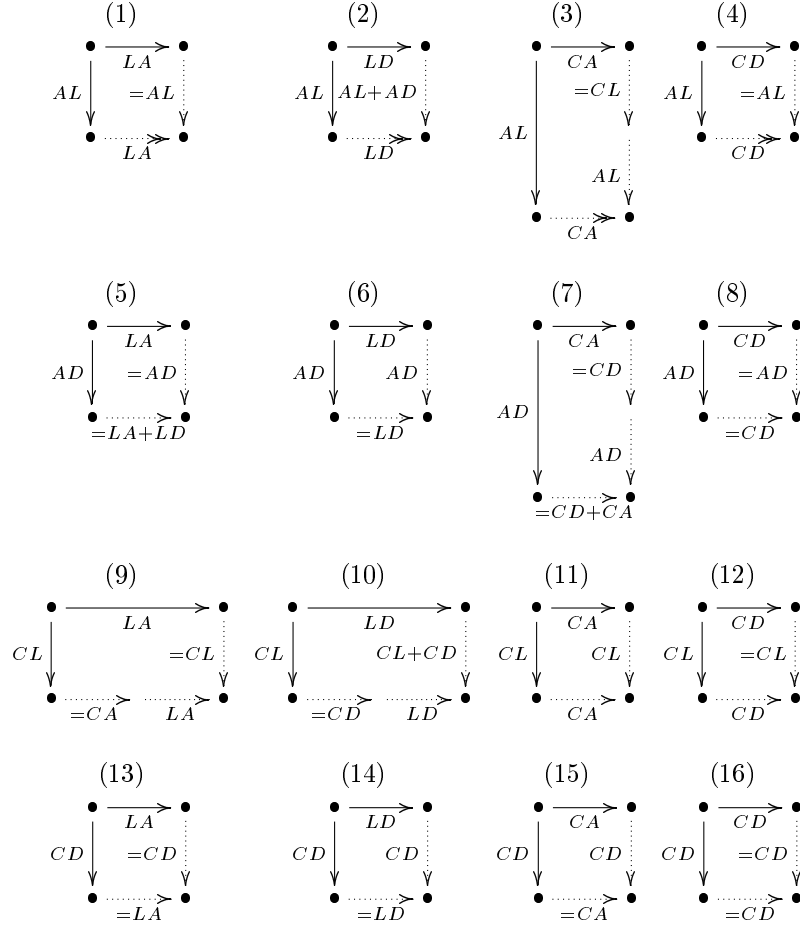 (1) (2) (3) (4)
LA LD CA CD
AL =AL AL AL+AD =CL AL =AL
AL
LA LD CD
AL
CA
(5) (6) (7) (8)
LA LD CA CD
AD =AD AD AD =CD AD =AD
AD
=LA+LD =LD =CD
AD
=CD+CA
(9) (10) (11) (12)
LA LD CA CD
CL =CL CL CL+CD CL CL CL =CL
=CA LA =CD LD CA CD
(13) (14) (15) (16)
LA LD CA CD
CD =CD CD CD CD CD CD =CD
=LA =LD =CA =CD